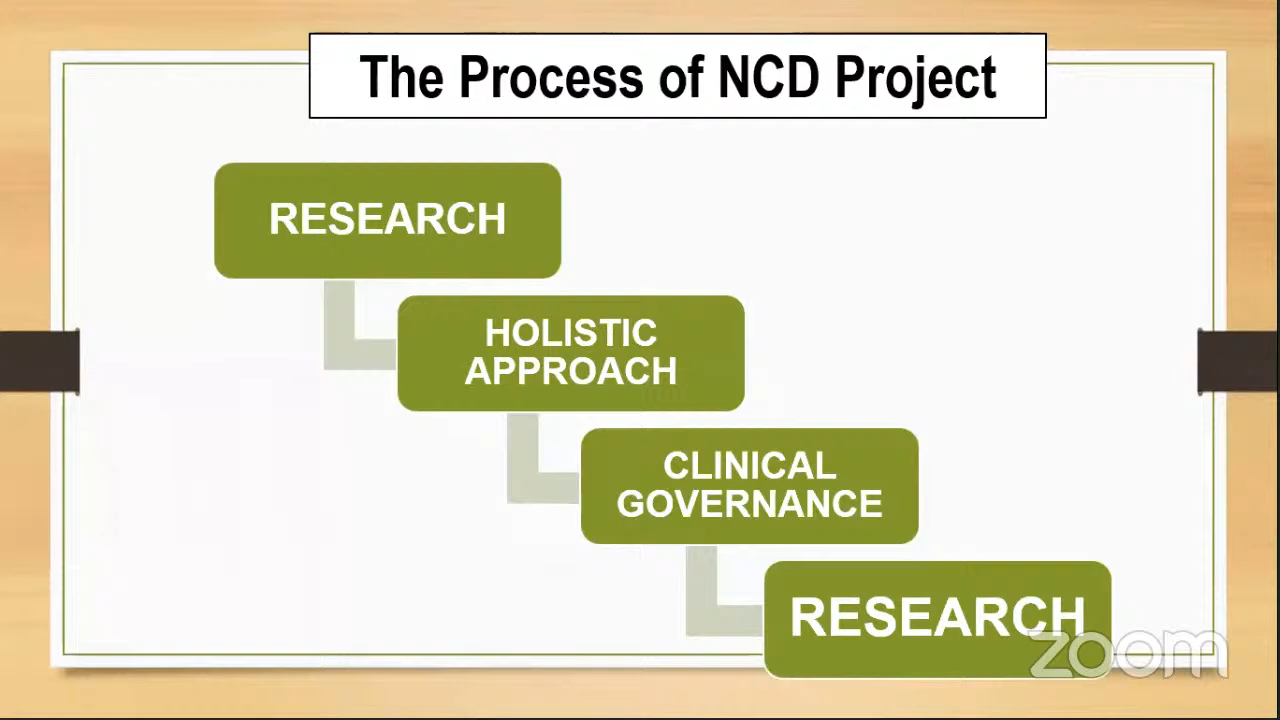 The Process of NCD Project
RESEARCH
HOLISTIC
APPROACH
CLINICAL
GOVERNANCE
RESEARCH
zoom